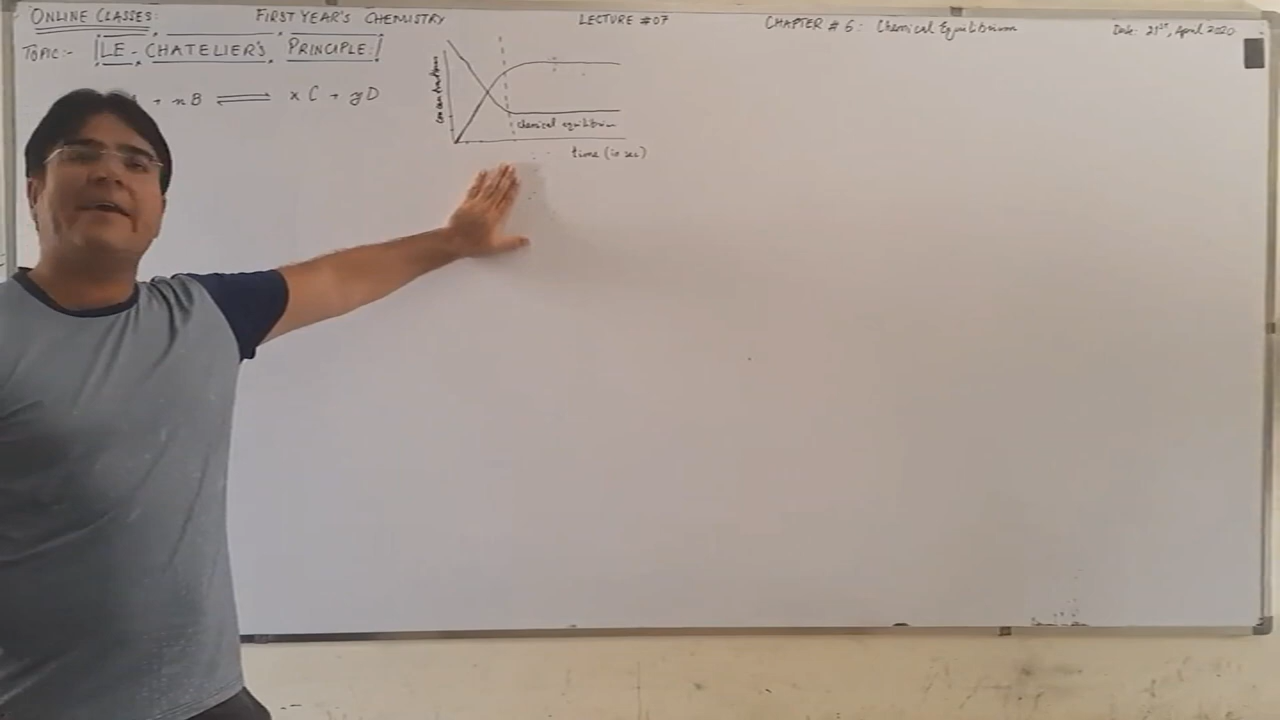 ONLINE CLASSES: FIRST YEAR'S CHEMISTRY LECTURE #07 CHAPTER # 6: Chemical Equilibrium Date: 21st, April 2020
TOPIC:- LE-CHATELIER'S PRINCIPLE:
+ nB ⇌ xC + yD
chemical equilibrium
time (in sec)